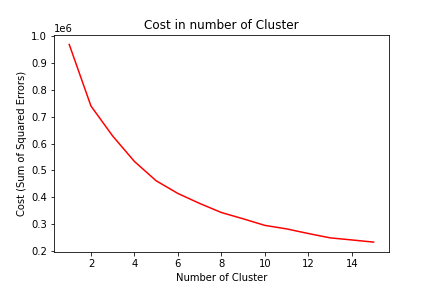 Cost in number of Cluster
1e6
1.0
0.9
0.8
0.7
0.6
0.5
0.4
0.3
0.2
Cost (Sum of Squared Errors)
2 4 6 8 10 12 14
Number of Cluster